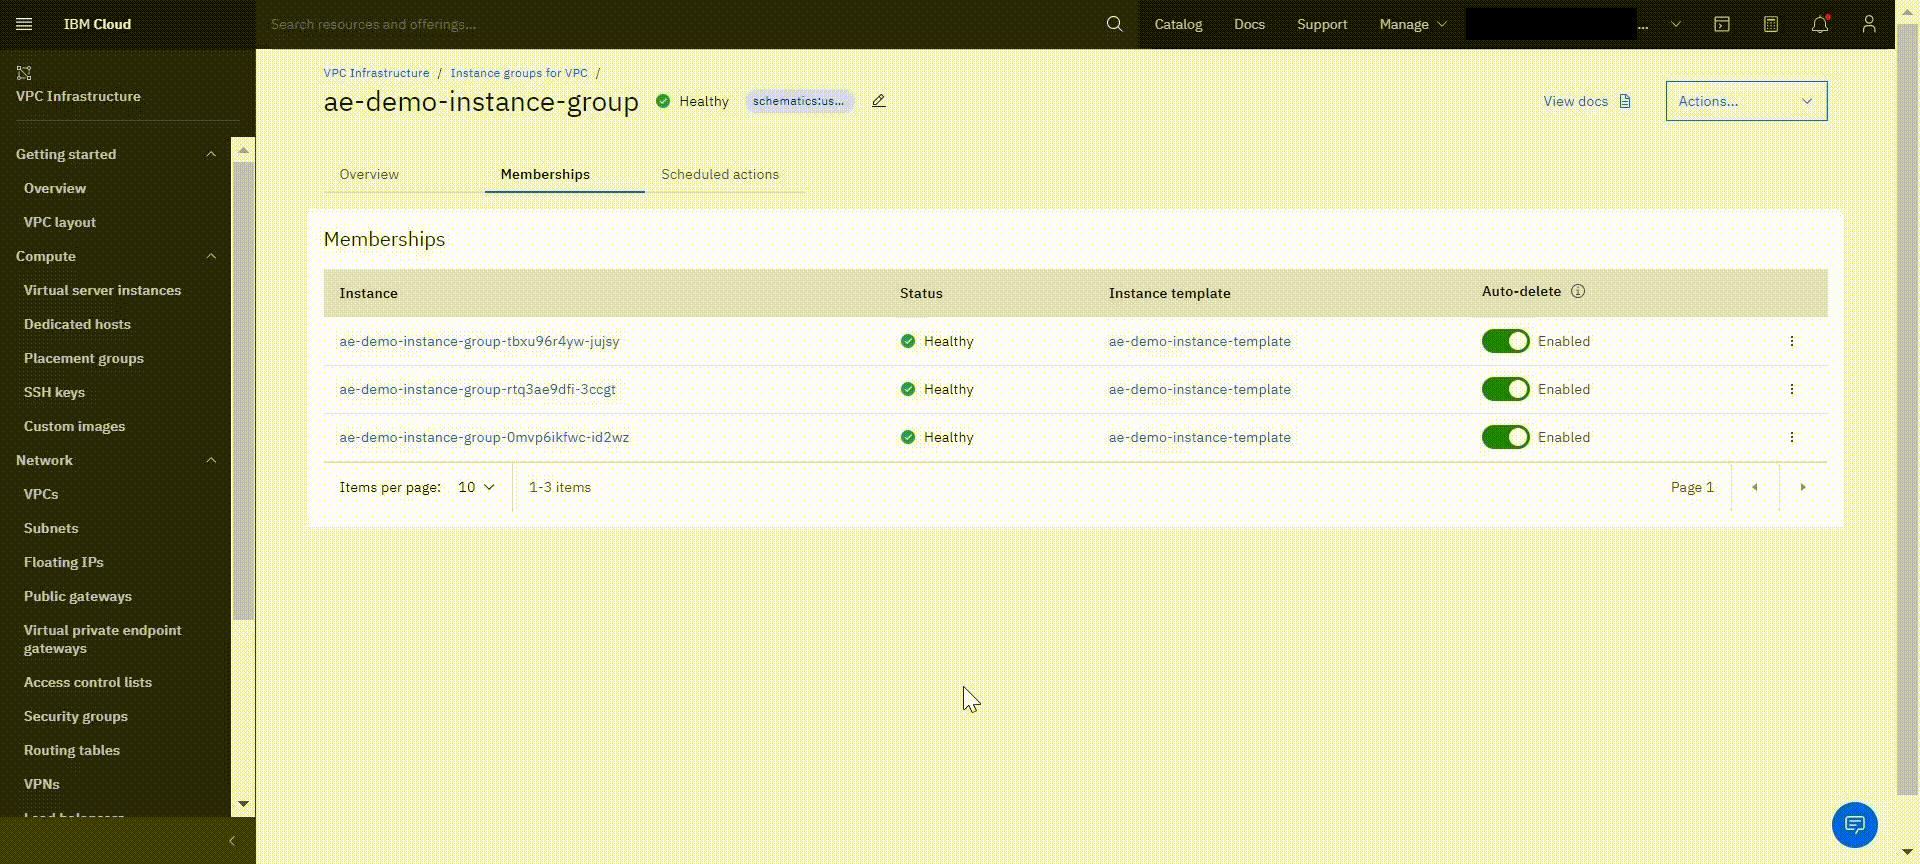 IBM Cloud
Search resources and offerings...
Catalog
Docs
Support
Manage
...
VPC Infrastructure
Getting started
Overview
VPC layout
Compute
Virtual server instances
Dedicated hosts
Placement groups
SSH keys
Custom images
Network
VPCs
Subnets
Floating IPs
Public gateways
Virtual private endpoint
gateways
Access control lists
Security groups
Routing tables
VPNs
VPC Infrastructure / Instance groups for VPC /
ae-demo-instance-group
Healthy
schematics:us...
View docs
Actions...
Overview
Memberships
Scheduled actions
Memberships
Instance Status Instance template Auto-delete
ae-demo-instance-group-tbxu96r4yw-jujsy Healthy ae-demo-instance-template Enabled
ae-demo-instance-group-rtq3ae9dfi-3ccgt Healthy ae-demo-instance-template Enabled
ae-demo-instance-group-0mvp6ikfwc-id2wz Healthy ae-demo-instance-template Enabled
Items per page: 10 1-3 items Page 1